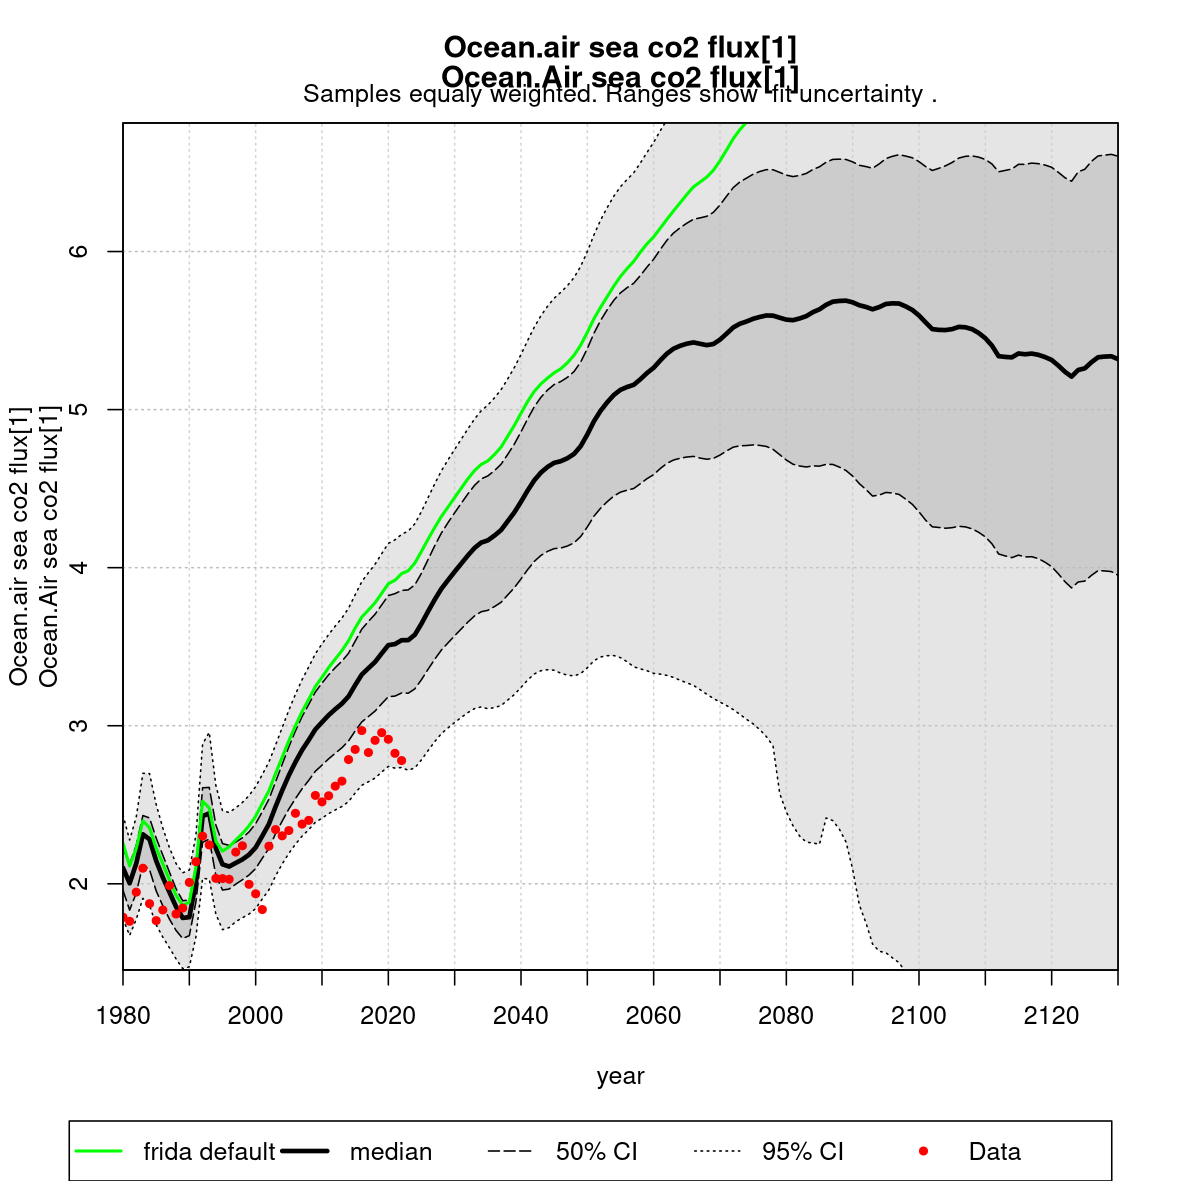 Ocean.air sea co2 flux[1]
Ocean.Air sea co2 flux[1]
Samples equaly weighted. Ranges show 'fit uncertainty .
Ocean.air sea co2 flux[1]
Ocean.Air sea co2 flux[1]
6
5
4
3
2
1980 2000 2020 2040 2060 2080 2100 2120
year
frida default median 50% CI 95% CI Data